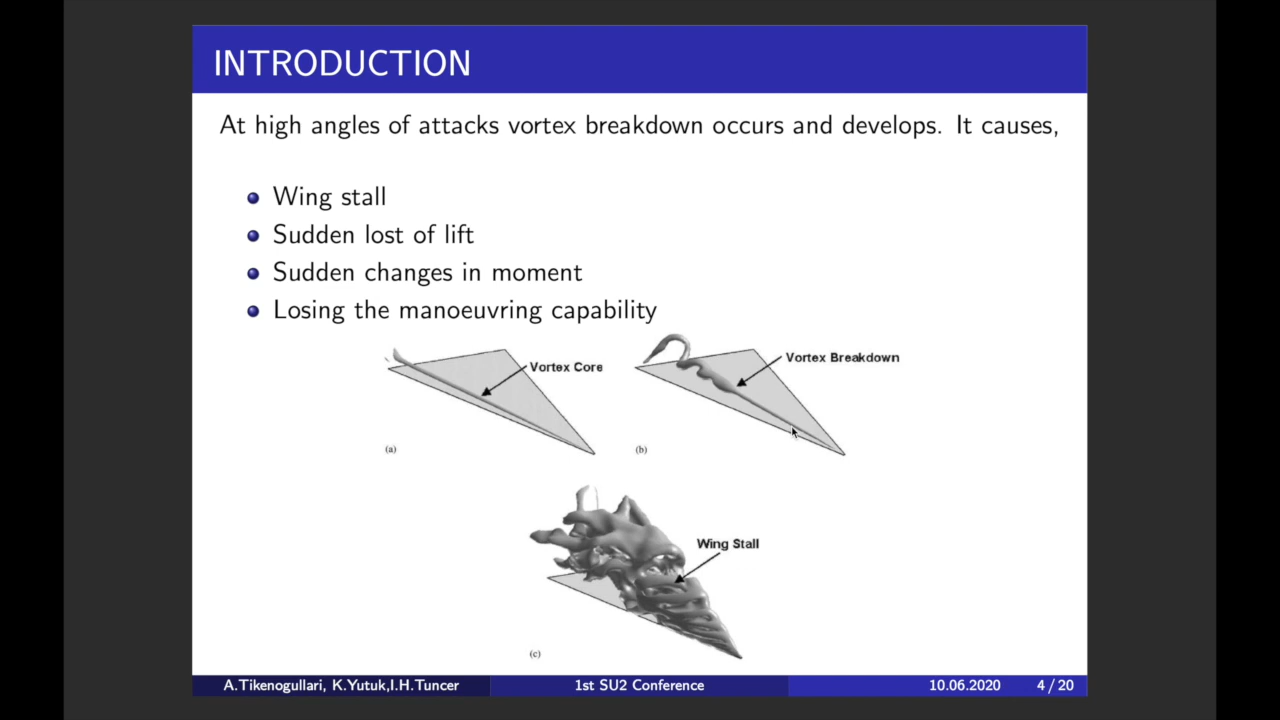 INTRODUCTION
At high angles of attacks vortex breakdown occurs and develops. It causes,
Wing stall
Sudden lost of lift
Sudden changes in moment
Losing the manoeuvring capability
Vortex Core
(a)
Vortex Breakdown
(b)
Wing Stall
(c)
A.Tikenogullari, K.Yutuk,I.H.Tuncer
1st SU2 Conference
10.06.2020
4 / 20